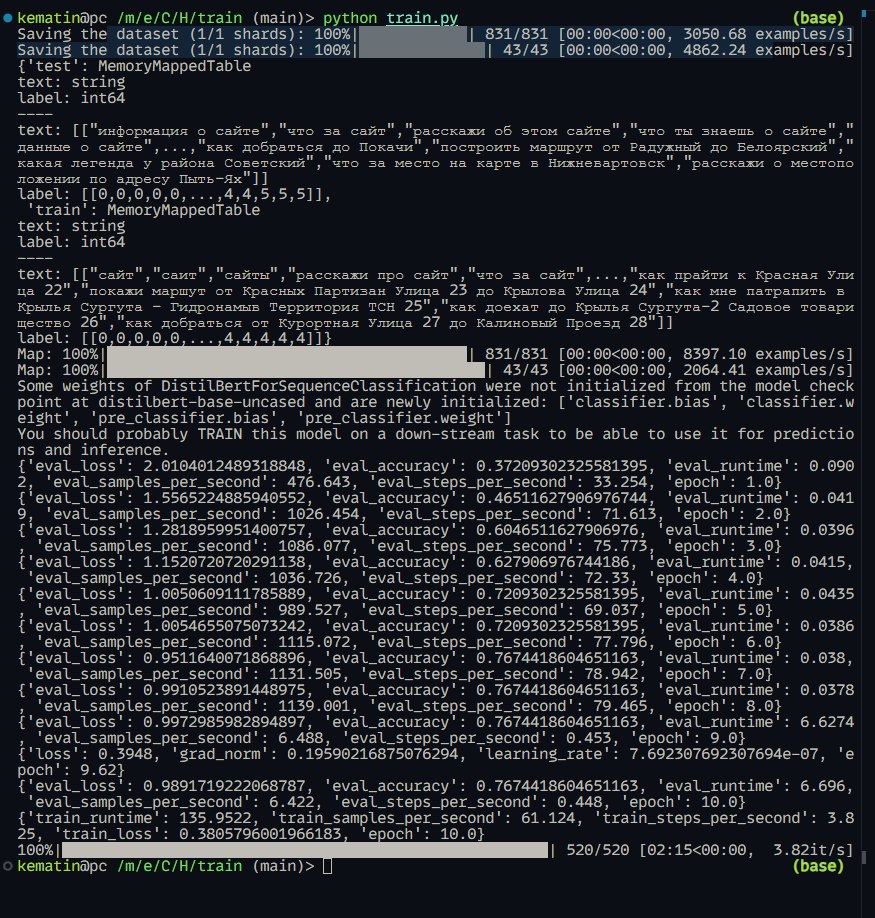 kematin@pc /m/e/C/H/train (main)> python train.py (base)
Saving the dataset (1/1 shards): 100%| | 831/831 [00:00<00:00, 3050.68 examples/s]
Saving the dataset (1/1 shards): 100%| | 43/43 [00:00<00:00, 4862.24 examples/s]
{'test': MemoryMappedTable
text: string
label: int64
----
text: [["информация о сайте","что за сайт","расскажи об этом сайте","что ты знаешь о сайте","
данные о сайте",...,"как добраться до Покачи","построить маршрут от Радужный до Белоярский","
какая легенда у района Советский","что за место на карте в Нижневартовск","расскажи о местопо
ложении по адресу Пыть-Ях"]]
label: [[0,0,0,0,0,...,4,4,5,5,5]],
 'train': MemoryMappedTable
text: string
label: int64
----
text: [["сайт","саит","сайты","расскажи про сайт","что за сайт",...,"как прайти к Красная Ули
ца 22","покажи маршут от Красных Партизан Улица 23 до Крылова Улица 24","как мне патрапить в
Крылья Сургута - Гидронамыв Территория ТСН 25","как доехат до Крылья Сургута-2 Садовое товари
щество 26","как добраться от Курортная Улица 27 до Калиновый Проезд 28"]]
label: [[0,0,0,0,0,...,4,4,4,4,4]]}
Map: 100%| | 831/831 [00:00<00:00, 8397.10 examples/s]
Map: 100%| | 43/43 [00:00<00:00, 2064.41 examples/s]
Some weights of DistilBertForSequenceClassification were not initialized from the model check
point at distilbert-base-uncased and are newly initialized: ['classifier.bias', 'classifier.w
eight', 'pre_classifier.bias', 'pre_classifier.weight']
You should probably TRAIN this model on a down-stream task to be able to use it for predictio
ns and inference.
{'eval_loss': 2.0104012489318848, 'eval_accuracy': 0.37209302325581395, 'eval_runtime': 0.090
2, 'eval_samples_per_second': 476.643, 'eval_steps_per_second': 33.254, 'epoch': 1.0}
{'eval_loss': 1.5565224885940552, 'eval_accuracy': 0.46511627906976744, 'eval_runtime': 0.041
9, 'eval_samples_per_second': 1026.454, 'eval_steps_per_second': 71.613, 'epoch': 2.0}
{'eval_loss': 1.2818959951400757, 'eval_accuracy': 0.6046511627906976, 'eval_runtime': 0.0396
, 'eval_samples_per_second': 1086.077, 'eval_steps_per_second': 75.773, 'epoch': 3.0}
{'eval_loss': 1.1520720720291138, 'eval_accuracy': 0.627906976744186, 'eval_runtime': 0.0415,
 'eval_samples_per_second': 1036.726, 'eval_steps_per_second': 72.33, 'epoch': 4.0}
{'eval_loss': 1.0050609111785889, 'eval_accuracy': 0.7209302325581395, 'eval_runtime': 0.0435
, 'eval_samples_per_second': 989.527, 'eval_steps_per_second': 69.037, 'epoch': 5.0}
{'eval_loss': 1.0054655075073242, 'eval_accuracy': 0.7209302325581395, 'eval_runtime': 0.0386
, 'eval_samples_per_second': 1115.072, 'eval_steps_per_second': 77.796, 'epoch': 6.0}
{'eval_loss': 0.9511640071868896, 'eval_accuracy': 0.7674418604651163, 'eval_runtime': 0.038,
 'eval_samples_per_second': 1131.505, 'eval_steps_per_second': 78.942, 'epoch': 7.0}
{'eval_loss': 0.9910523891448975, 'eval_accuracy': 0.7674418604651163, 'eval_runtime': 0.0378
, 'eval_samples_per_second': 1139.001, 'eval_steps_per_second': 79.465, 'epoch': 8.0}
{'eval_loss': 0.9972985982894897, 'eval_accuracy': 0.7674418604651163, 'eval_runtime': 6.6274
, 'eval_samples_per_second': 6.488, 'eval_steps_per_second': 0.453, 'epoch': 9.0}
{'loss': 0.3948, 'grad_norm': 0.19590216875076294, 'learning_rate': 7.692307692307694e-07, 'e
poch': 9.62}
{'eval_loss': 0.9891719222068787, 'eval_accuracy': 0.7674418604651163, 'eval_runtime': 6.696,
 'eval_samples_per_second': 6.422, 'eval_steps_per_second': 0.448, 'epoch': 10.0}
{'train_runtime': 135.9522, 'train_samples_per_second': 61.124, 'train_steps_per_second': 3.8
25, 'train_loss': 0.3805796001966183, 'epoch': 10.0}
100%| | 520/520 [02:15<00:00, 3.82it/s]
kematin@pc /m/e/C/H/train (main)> (base)